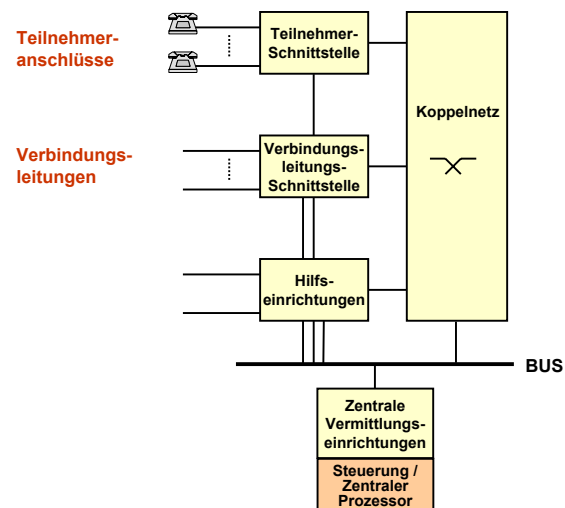 Teilnehmer-
anschlüsse
Teilnehmer-
Schnittstelle
Koppelnetz
Verbindungs-
leitungen
Verbindungs-
leitungs-
Schnittstelle
Hilfs-
einrichtungen
BUS
Zentrale
Vermittlungs-
einrichtungen
Steuerung /
Zentraler
Prozessor